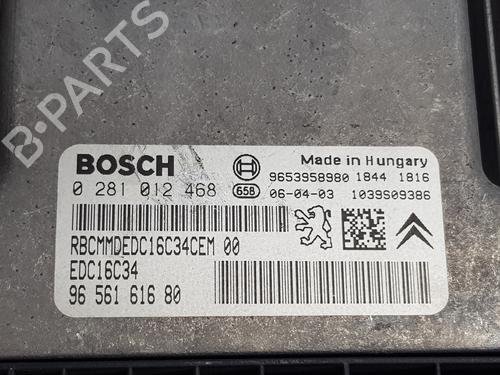 B-PARTS
BOSCH
Made in Hungary
9653958980 1844 1816
0 281 012 468 65B 06-04-03 1039S09386
RBCMMDEDC16C34CEM 00
EDC16C34
96 561 616 80